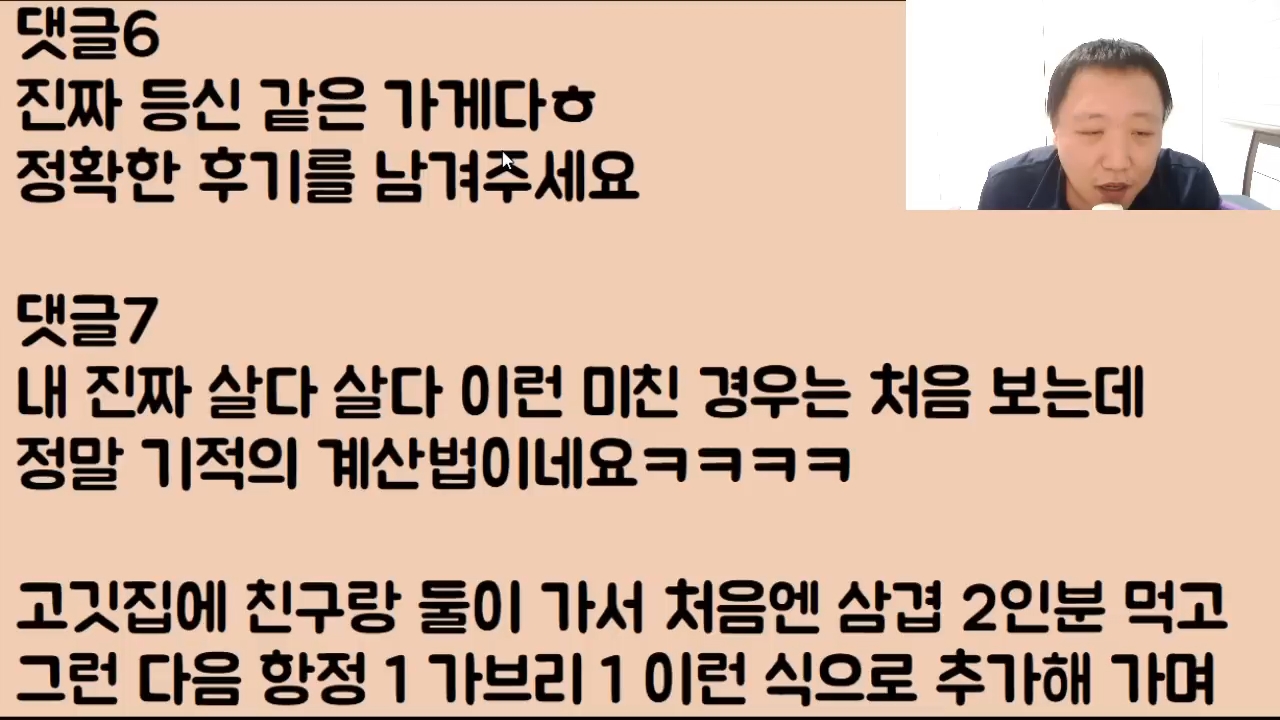 댓글6
진짜 등신 같은 가게다ㅎ
정확한 후기를 남겨주세요
댓글7
내 진짜 살다 살다 이런 미친 경우는 처음 보는데
정말 기적의 계산법이네요ㅋㅋㅋㅋ
고깃집에 친구랑 둘이 가서 처음엔 삼겹 2인분 먹고
그런 다음 항정 1 가브리 1 이런 식으로 추가해 가며